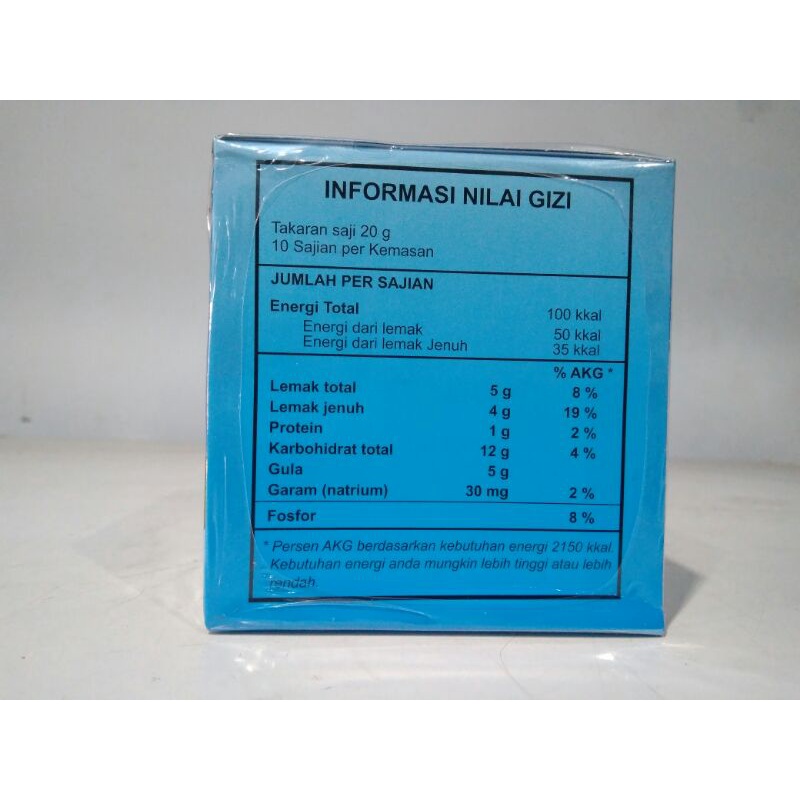 INFORMASI NILAI GIZI
Takaran saji 20 g
10 Sajian per Kemasan
JUMLAH PER SAJIAN
Energi Total 100 kkal
Energi dari lemak 50 kkal
Energi dari lemak Jenuh 35 kkal
% AKG *
Lemak total 5 g 8 %
Lemak jenuh 4 g 19 %
Protein 1 g 2 %
Karbohidrat total 12 g 4 %
Gula 5 g
Garam (natrium) 30 mg 2 %
Fosfor 8 %
* Persen AKG berdasarkan kebutuhan energi 2150 kkal.
Kebutuhan energi anda mungkin lebih tinggi atau lebih
rendah.